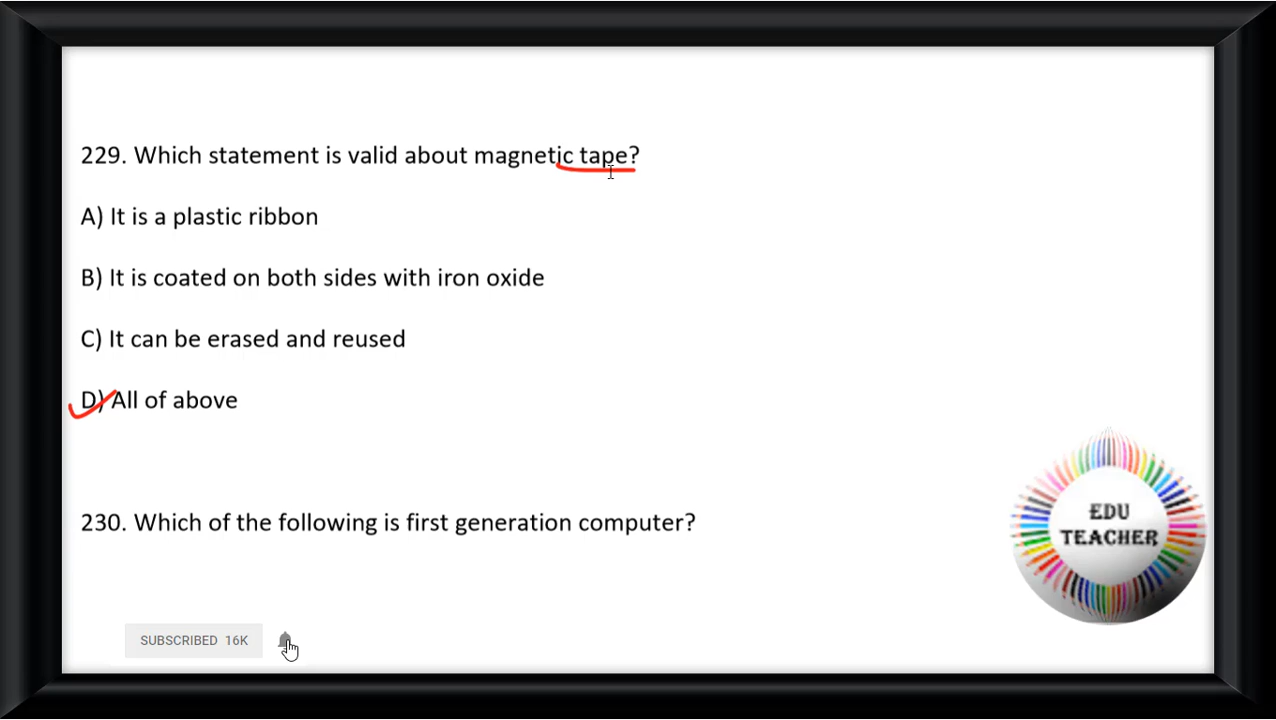 229. Which statement is valid about magnetic tape?
A) It is a plastic ribbon
B) It is coated on both sides with iron oxide
C) It can be erased and reused
D) All of above
230. Which of the following is first generation computer?
EDU
TEACHER
SUBSCRIBED 16K